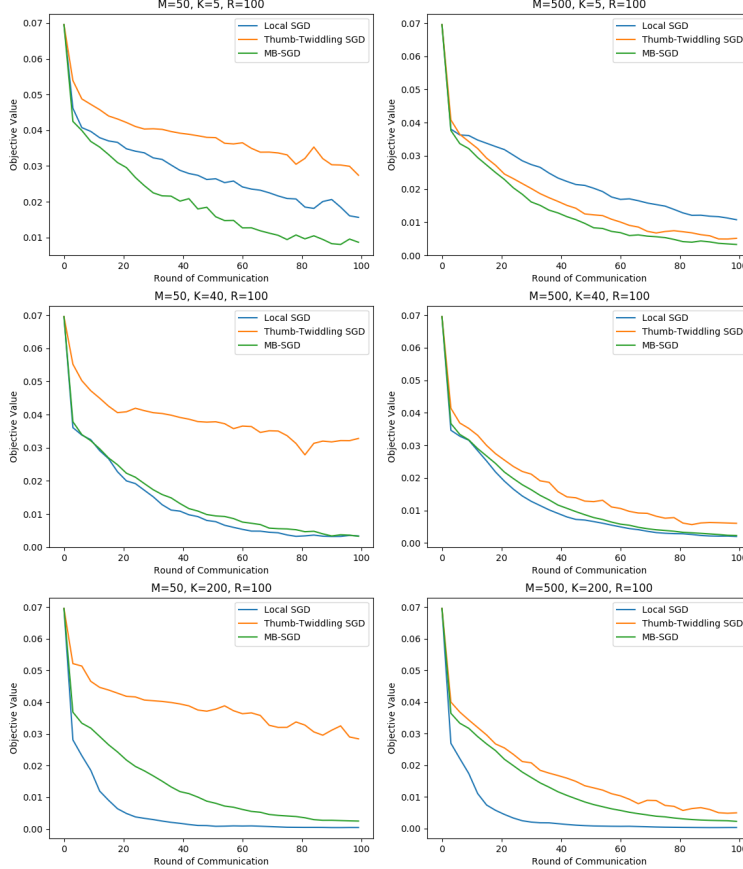 M=50, K=5, R=100
0.07
0.06
0.05
0.04
0.03
0.02
0.01
Objective Value
0 20 40 60 80 100
Round of Communication
Local SGD
Thumb-Twiddling SGD
MB-SGD
M=500, K=5, R=100
0.07
0.06
0.05
0.04
0.03
0.02
0.01
0.00
Objective Value
0 20 40 60 80 100
Round of Communication
Local SGD
Thumb-Twiddling SGD
MB-SGD
M=50, K=40, R=100
0.07
0.06
0.05
0.04
0.03
0.02
0.01
0.00
Objective Value
0 20 40 60 80 100
Round of Communication
Local SGD
Thumb-Twiddling SGD
MB-SGD
M=500, K=40, R=100
0.07
0.06
0.05
0.04
0.03
0.02
0.01
0.00
Objective Value
0 20 40 60 80 100
Round of Communication
Local SGD
Thumb-Twiddling SGD
MB-SGD
M=50, K=200, R=100
0.07
0.06
0.05
0.04
0.03
0.02
0.01
0.00
Objective Value
0 20 40 60 80 100
Round of Communication
Local SGD
Thumb-Twiddling SGD
MB-SGD
M=500, K=200, R=100
0.07
0.06
0.05
0.04
0.03
0.02
0.01
0.00
Objective Value
0 20 40 60 80 100
Round of Communication
Local SGD
Thumb-Twiddling SGD
MB-SGD